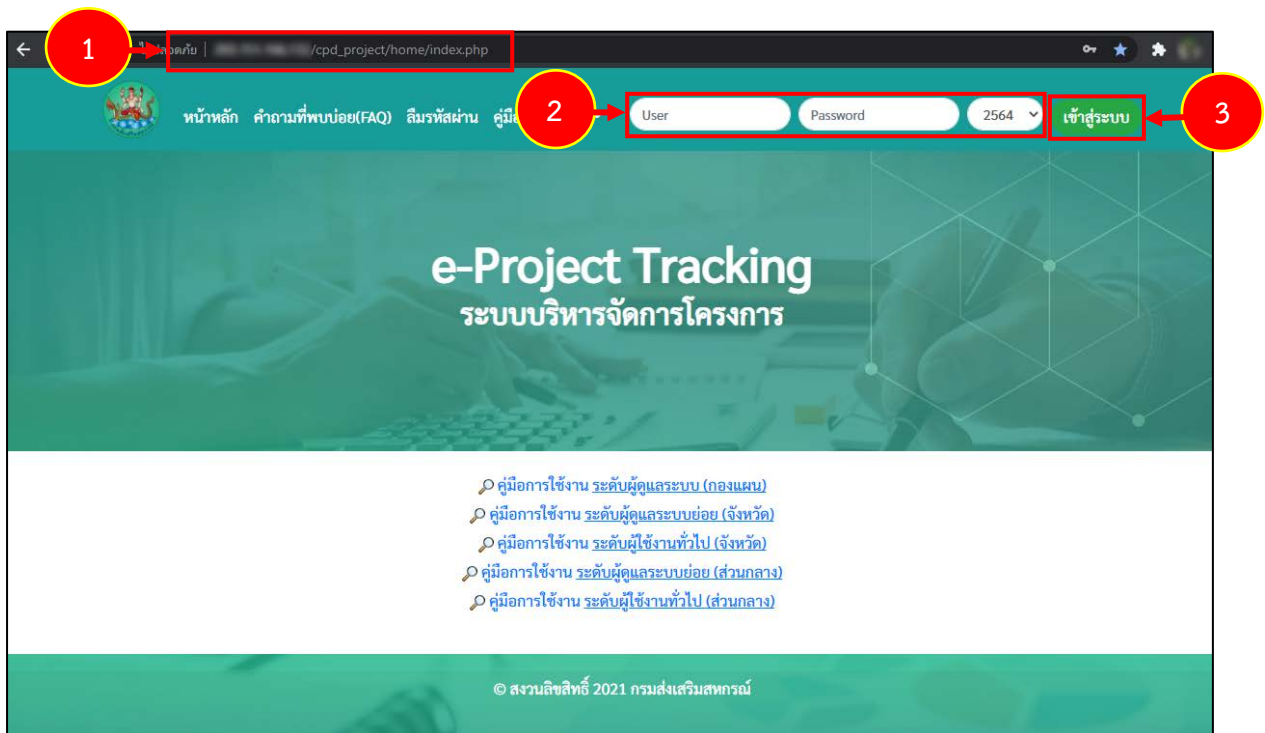 1
/cpd_project/home/index.php
หน้าหลัก คำถามที่พบบ่อย(FAQ) ลืมรหัสผ่าน
2
User
Password
2564
เข้าสู่ระบบ
3
e-Project Tracking
ระบบบริหารจัดการโครงการ
คู่มือการใช้งาน ระดับผู้ดูแลระบบ (กองแผน)
คู่มือการใช้งาน ระดับผู้ดูแลระบบย่อย (จังหวัด)
คู่มือการใช้งาน ระดับผู้ใช้งานทั่วไป (จังหวัด)
คู่มือการใช้งาน ระดับผู้ดูแลระบบย่อย (ส่วนกลาง)
คู่มือการใช้งาน ระดับผู้ใช้งานทั่วไป (ส่วนกลาง)
© สงวนลิขสิทธิ์ 2021 กรมส่งเสริมสหกรณ์